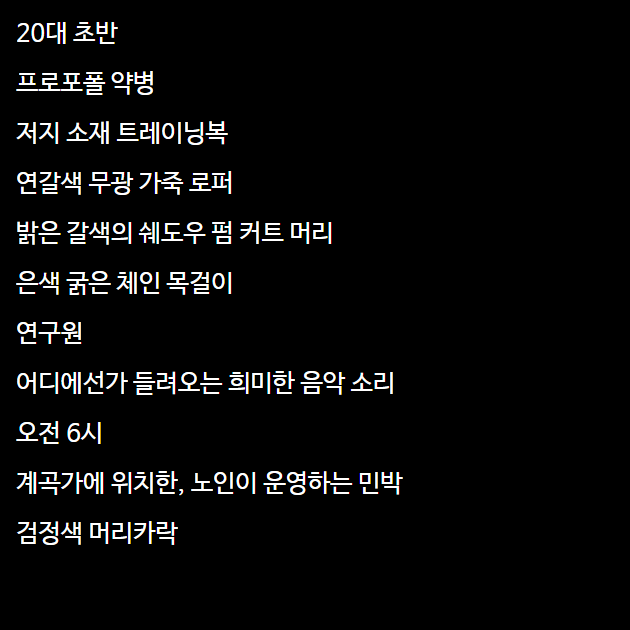 20대 초반
프로포폴 약병
저지 소재 트레이닝복
연갈색 무광 가죽 로퍼
밝은 갈색의 쉐도우 펌 커트 머리
은색 굵은 체인 목걸이
연구원
어디에선가 들려오는 희미한 음악 소리
오전 6시
계곡가에 위치한, 노인이 운영하는 민박
검정색 머리카락